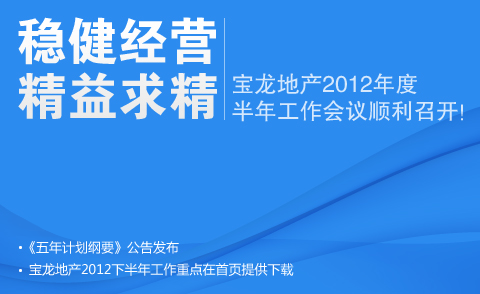 稳健经营
精益求精
宝龙地产2012年度
半年工作会议顺利召开!
·《五年计划纲要》公告发布
· 宝龙地产2012下半年工作重点在首页提供下载